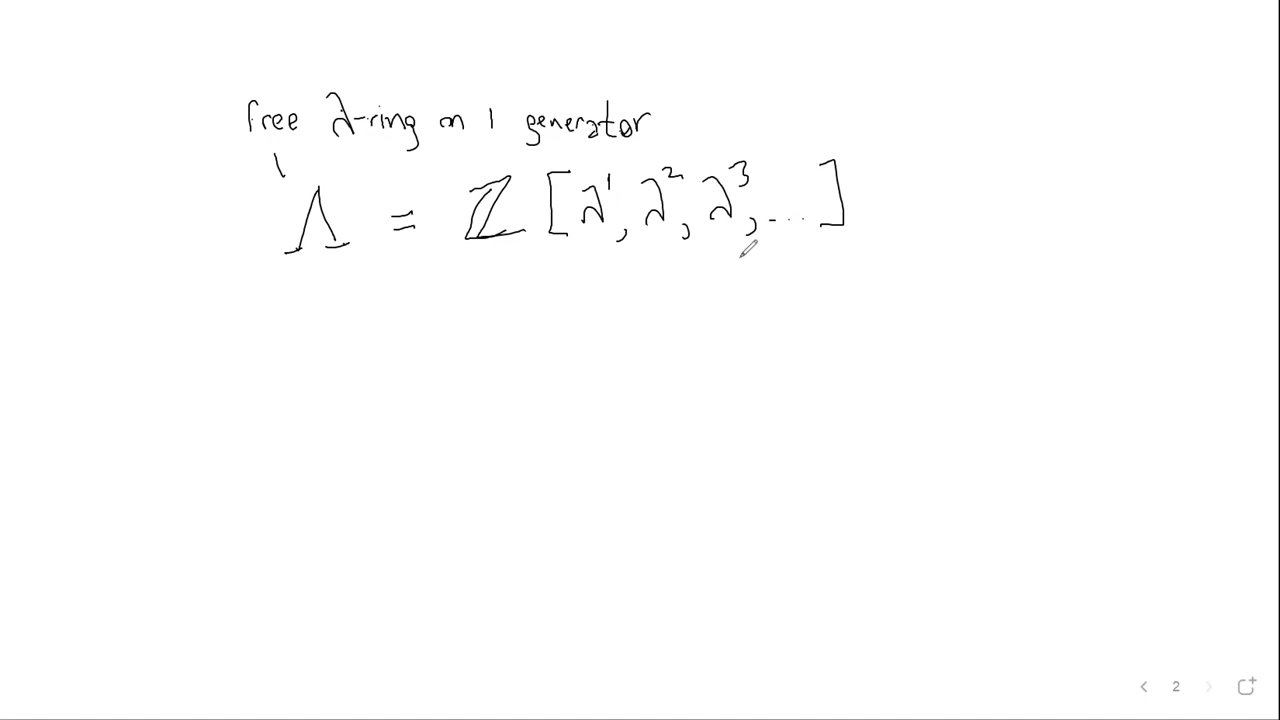 free λ-ring on 1 generator
Λ = ℤ [λ¹, λ², λ³, ...]
2